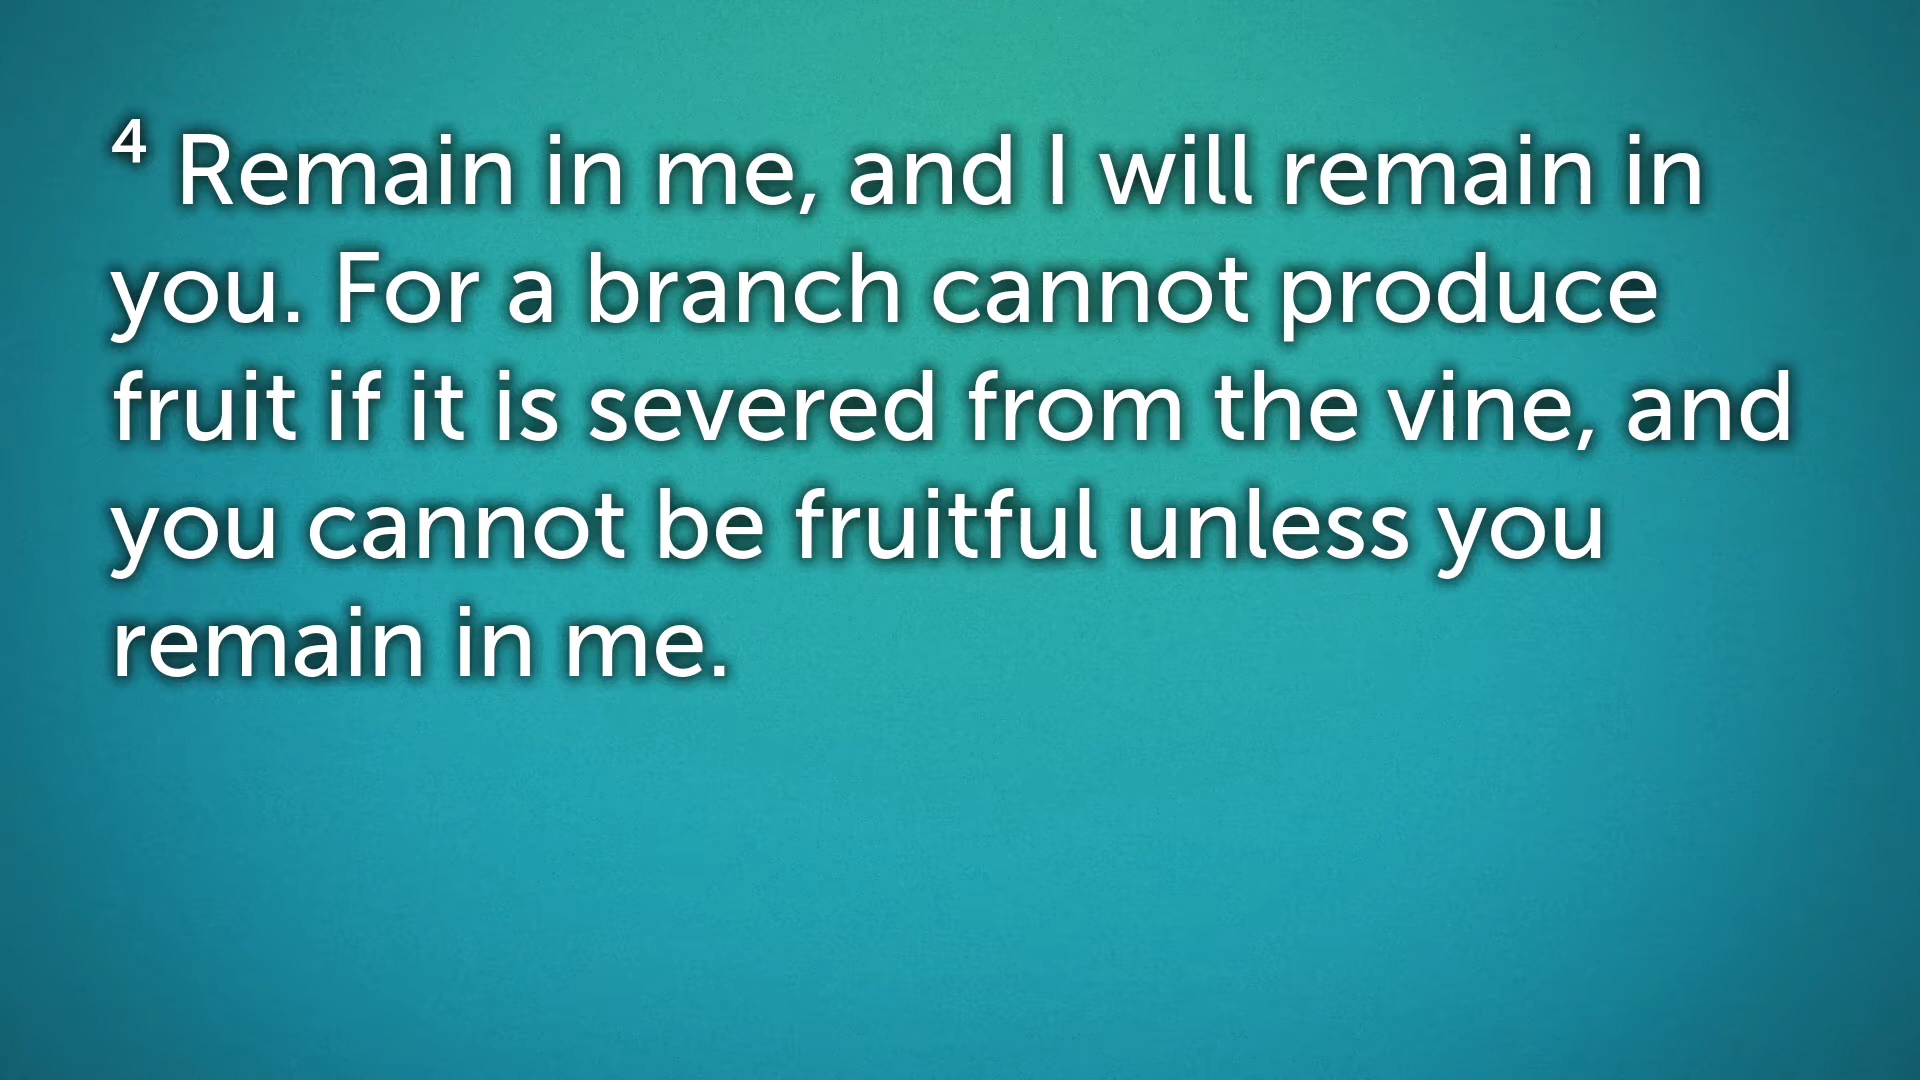 ⁴ Remain in me, and I will remain in
you. For a branch cannot produce
fruit if it is severed from the vine, and
you cannot be fruitful unless you
remain in me.